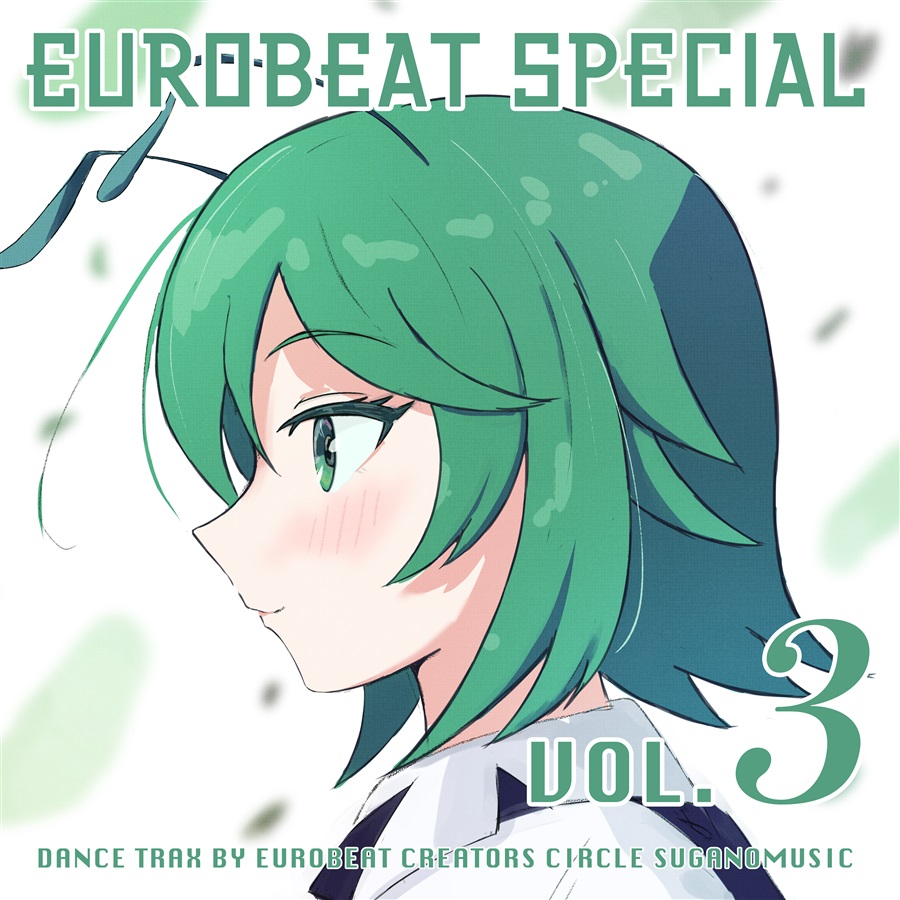 EUROBEAT SPECIAL
VOL.3
DANCE TRAX BY EUROBEAT CREATORS CIRCLE SUGANOMUSIC